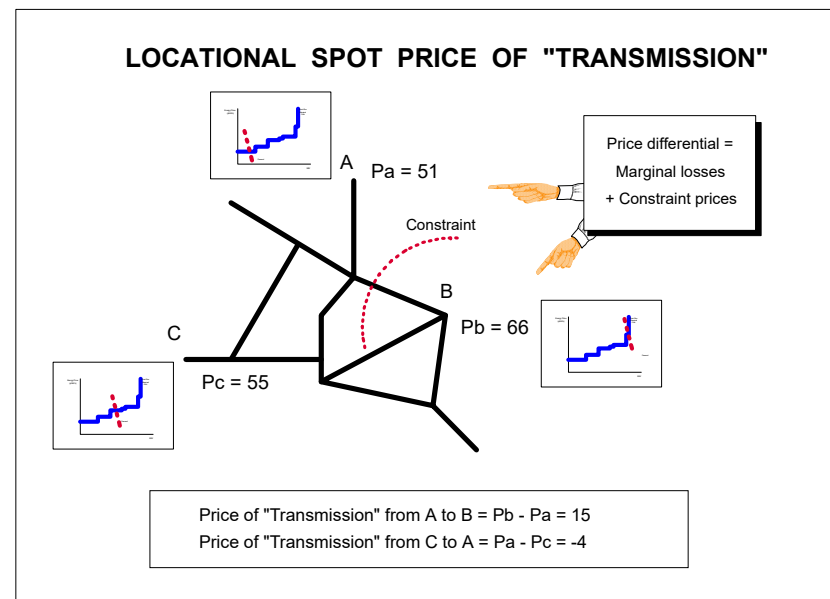 LOCATIONAL SPOT PRICE OF "TRANSMISSION"
A
Pa = 51
Price differential =
Marginal losses
+ Constraint prices
Constraint
B
Pb = 66
C
Pc = 55
Price of "Transmission" from A to B = Pb - Pa = 15
Price of "Transmission" from C to A = Pa - Pc = -4